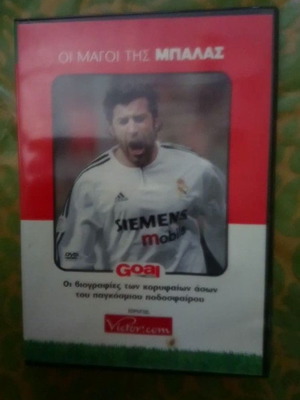 ΟΙ ΜΑΓΟΙ ΤΗΣ ΜΠΑΛΑΣ
SIEMENS
mobile
DVD
Goal
Οι βιογραφίες των κορυφαίων άσων
του παγκόσμιου ποδοσφαίρου
Victor.com